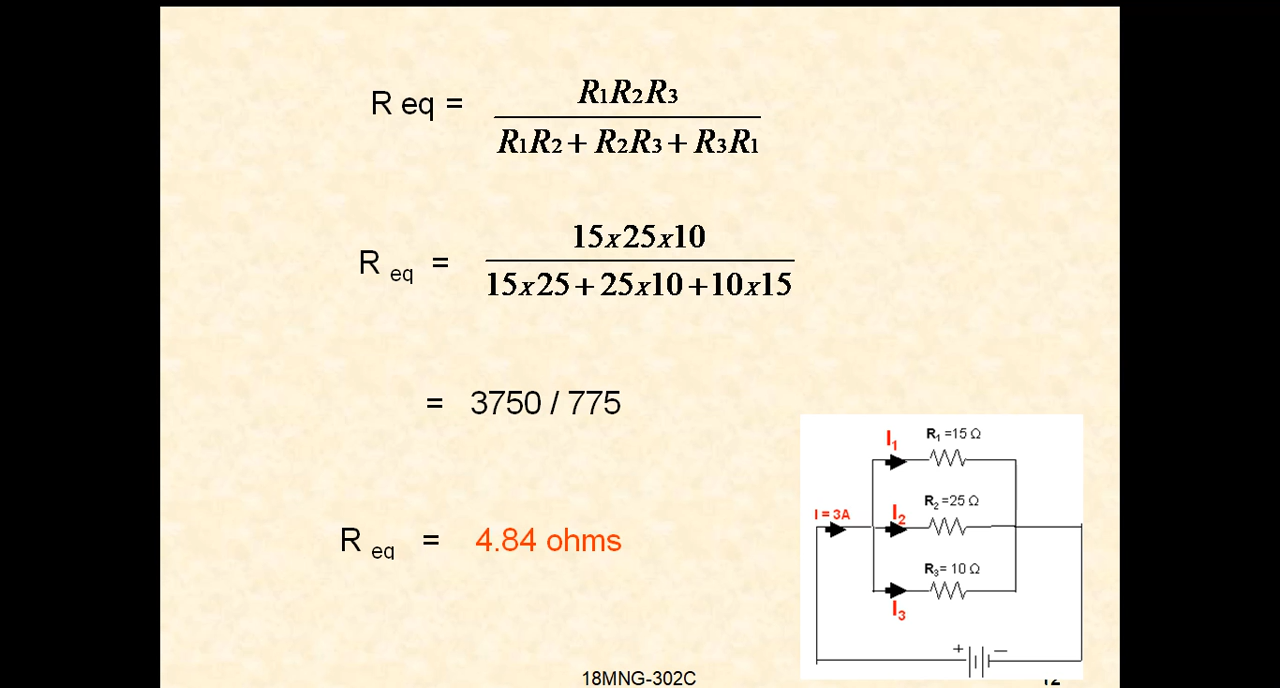 R eq = R₁R₂R₃ / R₁R₂ + R₂R₃ + R₃R₁
R eq = 15x25x10 / 15x25 + 25x10 +10x15
= 3750 / 775
R eq = 4.84 ohms
I₁ R₁ =15 Ω
I = 3A I₂ R₂ =25 Ω
R₃= 10 Ω
I₃
+ −
18MNG-302C